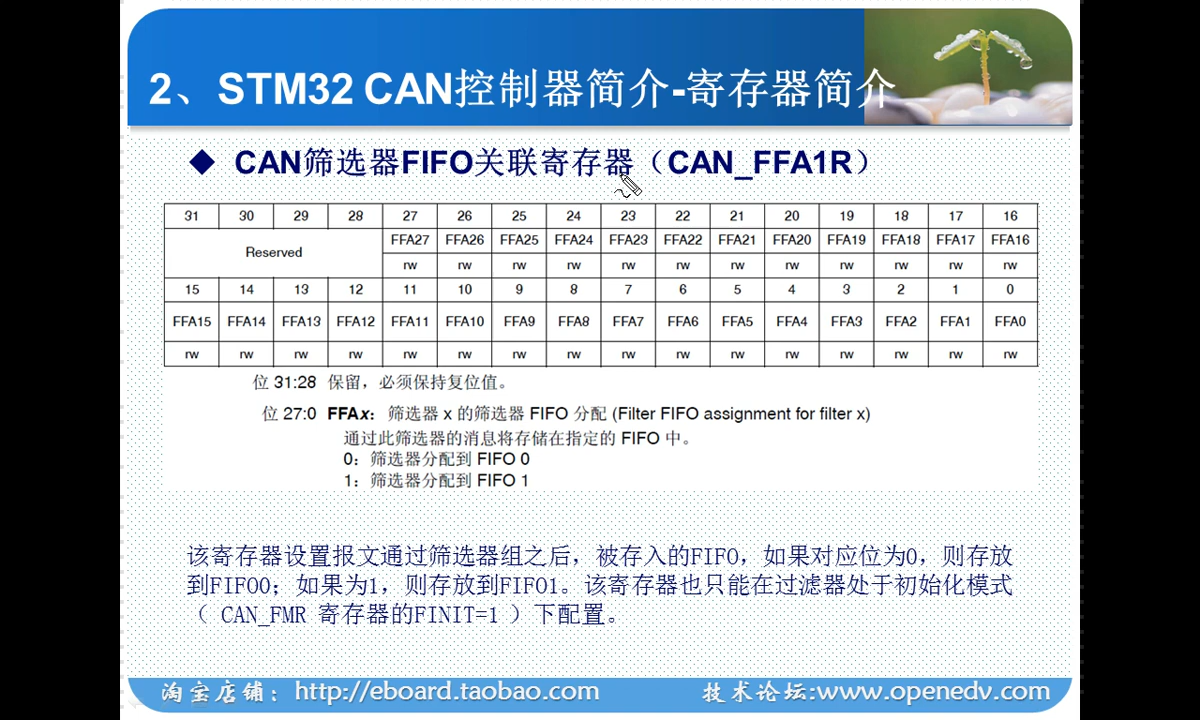 2、STM32 CAN控制器简介-寄存器简介
◆ CAN筛选器FIFO关联寄存器（CAN_FFA1R）
31 30 29 28 27 26 25 24 23 22 21 20 19 18 17 16
Reserved FFA27 FFA26 FFA25 FFA24 FFA23 FFA22 FFA21 FFA20 FFA19 FFA18 FFA17 FFA16
rw rw rw rw rw rw rw rw rw rw rw rw
15 14 13 12 11 10 9 8 7 6 5 4 3 2 1 0
FFA15 FFA14 FFA13 FFA12 FFA11 FFA10 FFA9 FFA8 FFA7 FFA6 FFA5 FFA4 FFA3 FFA2 FFA1 FFA0
rw rw rw rw rw rw rw rw rw rw rw rw rw rw rw rw
位 31:28 保留，必须保持复位值。
位 27:0 FFAx：筛选器 x 的筛选器 FIFO 分配 (Filter FIFO assignment for filter x)
通过此筛选器的消息将存储在指定的 FIFO 中。
0：筛选器分配到 FIFO 0
1：筛选器分配到 FIFO 1
该寄存器设置报文通过筛选器组之后，被存入的FIFO，如果对应位为0，则存放
到FIFO0；如果为1，则存放到FIFO1。该寄存器也只能在过滤器处于初始化模式
（ CAN_FMR 寄存器的FINIT=1 ）下配置。
淘宝店铺：http://eboard.taobao.com 技术论坛:www.openedv.com